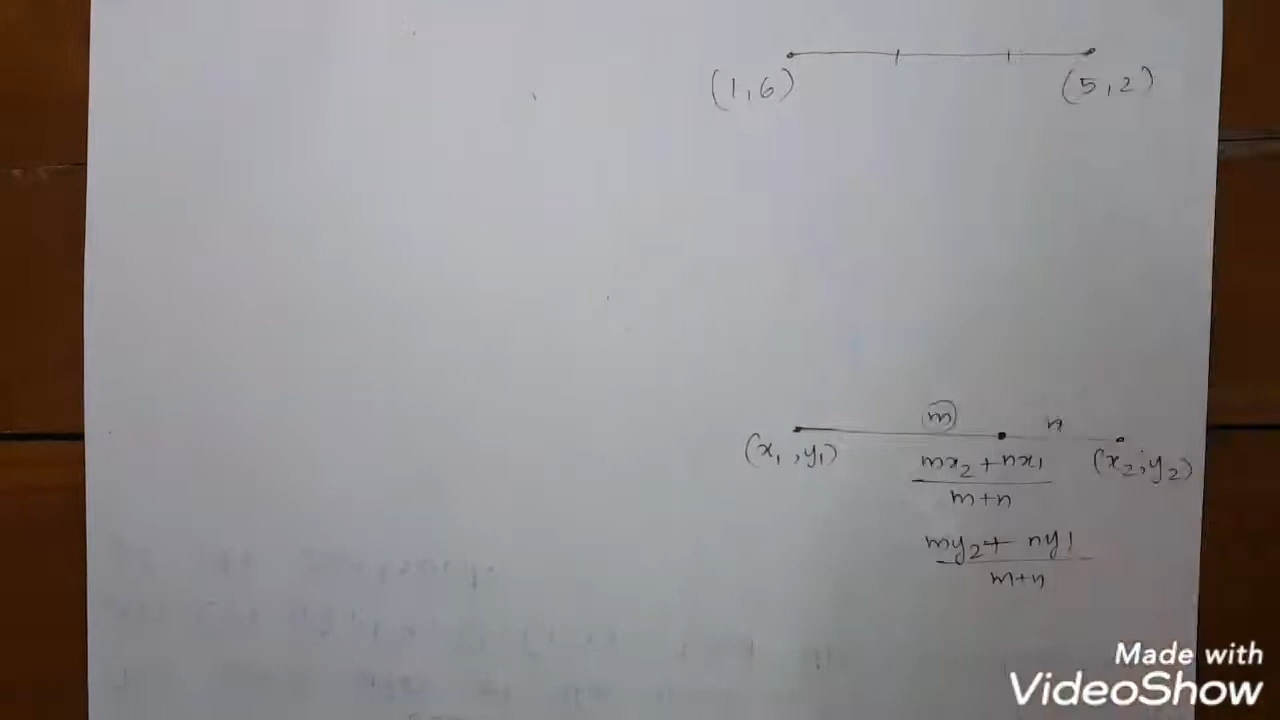 (1,6) (5,2)
m n
(x₁,y₁) (x₂,y₂)
mx₂+nx₁
m+n
my₂+ ny₁
m+n
Made with
VideoShow